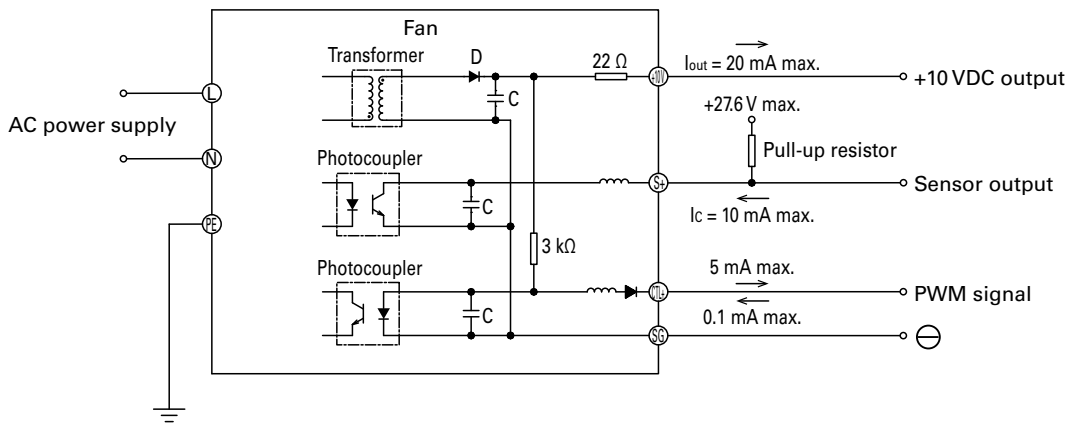 Fan
Transformer
D
22 Ω
+10V
Iout = 20 mA max.
+10 VDC output
C
L
AC power supply
N
+27.6 V max.
Pull-up resistor
Photocoupler
C
S+
Sensor output
IC = 10 mA max.
PE
3 kΩ
Photocoupler
5 mA max.
CTL+
PWM signal
C
0.1 mA max.
SG
⊖